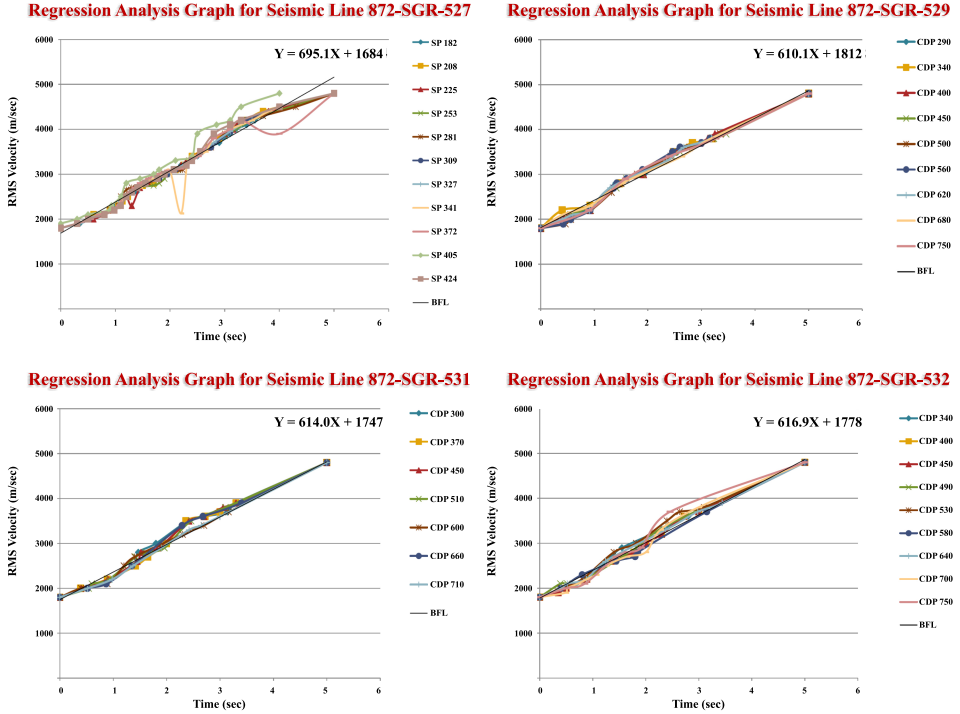 Regression Analysis Graph for Seismic Line 872-SGR-527
Y = 695.1X + 1684
RMS Velocity (m/sec)
6000
5000
4000
3000
2000
1000
0 1 2 3 4 5 6
Time (sec)
SP 182
SP 208
SP 225
SP 253
SP 281
SP 309
SP 327
SP 341
SP 372
SP 405
SP 424
BFL
Regression Analysis Graph for Seismic Line 872-SGR-529
Y = 610.1X + 1812
RMS Velocity (m/sec)
6000
5000
4000
3000
2000
1000
0 1 2 3 4 5 6
Time (sec)
CDP 290
CDP 340
CDP 400
CDP 450
CDP 500
CDP 560
CDP 620
CDP 680
CDP 750
BFL
Regression Analysis Graph for Seismic Line 872-SGR-531
Y = 614.0X + 1747
RMS Velocity (m/sec)
6000
5000
4000
3000
2000
1000
0 1 2 3 4 5 6
Time (sec)
CDP 300
CDP 370
CDP 450
CDP 510
CDP 600
CDP 660
CDP 710
BFL
Regression Analysis Graph for Seismic Line 872-SGR-532
Y = 616.9X + 1778
RMS Velocity (m/sec)
6000
5000
4000
3000
2000
1000
0 1 2 3 4 5 6
Time (sec)
CDP 340
CDP 400
CDP 450
CDP 490
CDP 530
CDP 580
CDP 640
CDP 700
CDP 750
BFL